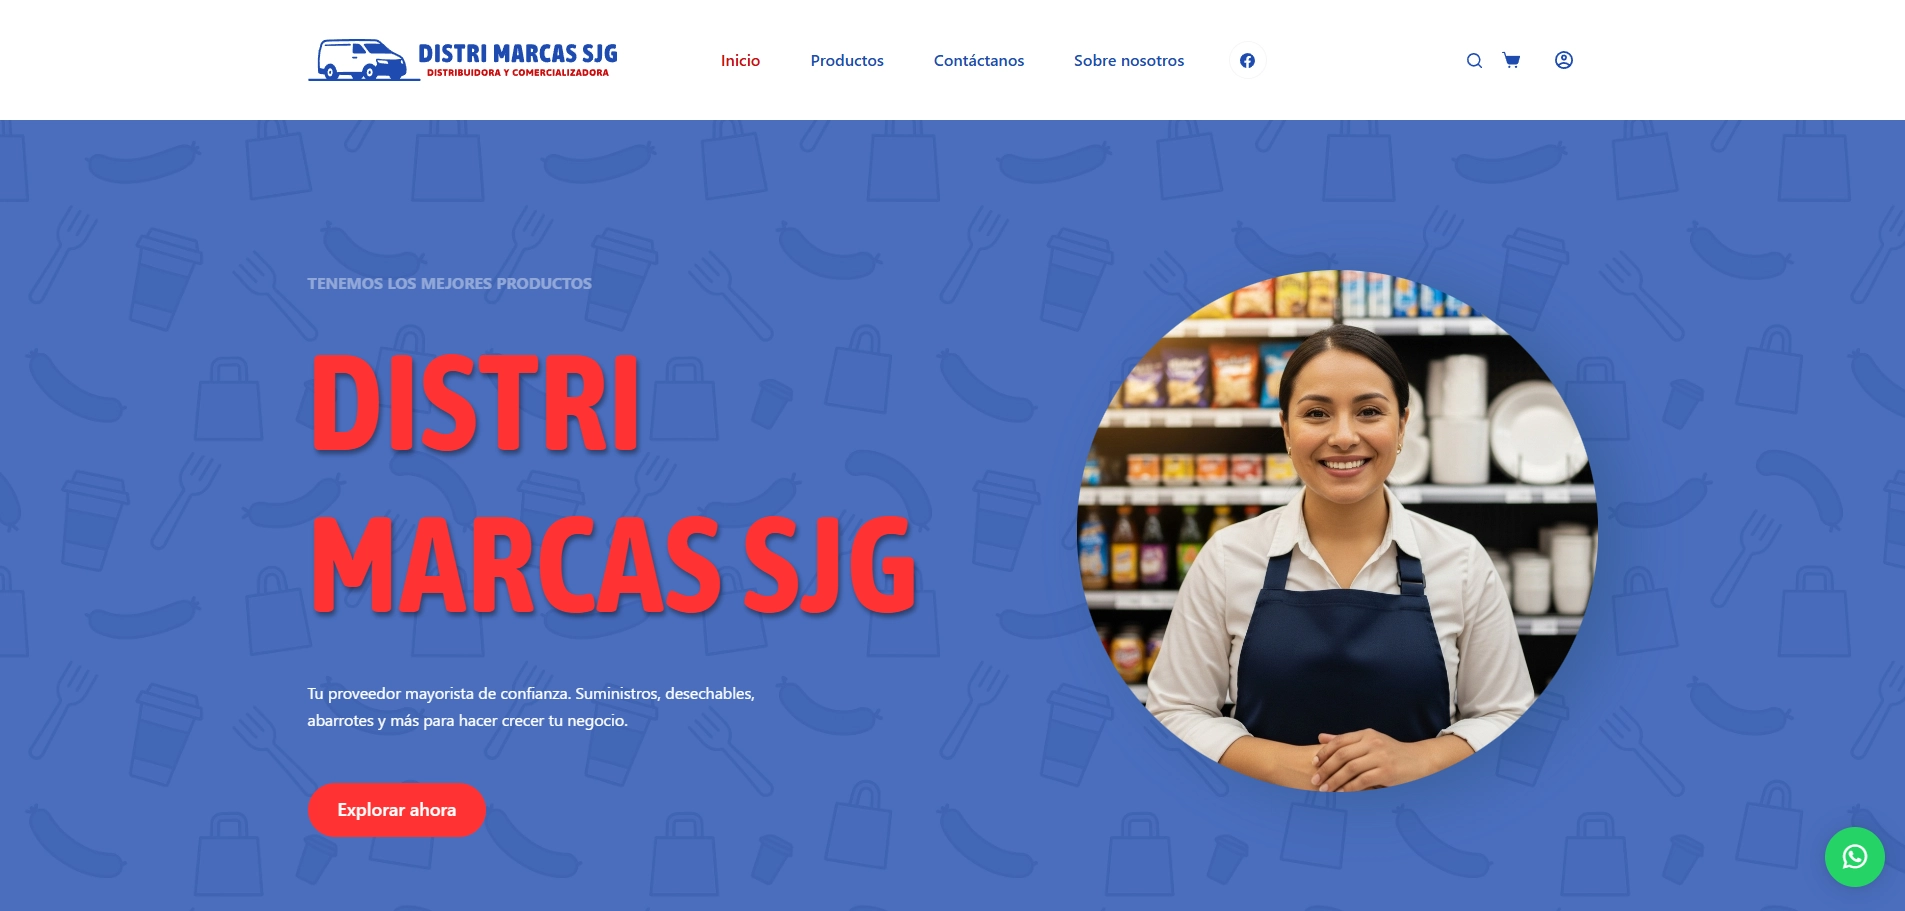 DISTRI MARCAS SJG
DISTRIBUIDORA Y COMERCIALIZADORA
Inicio
Productos
Contáctanos
Sobre nosotros
TENEMOS LOS MEJORES PRODUCTOS
DISTRI
MARCAS SJG
Tu proveedor mayorista de confianza. Suministros, desechables,
abarrotes y más para hacer crecer tu negocio.
Explorar ahora